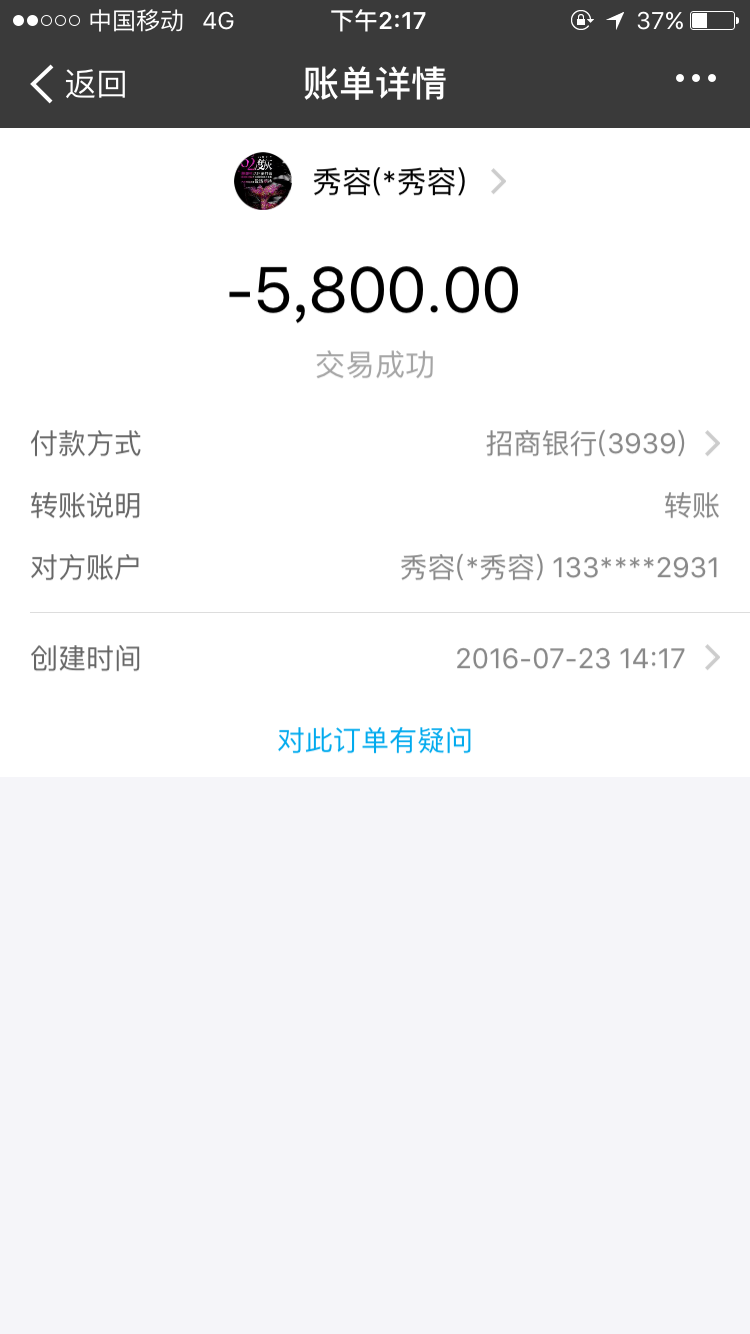 中国移动 4G 下午2:17 37%
返回 账单详情
秀容(*秀容)
-5,800.00
交易成功
付款方式 招商银行(3939)
转账说明 转账
对方账户 秀容(*秀容) 133****2931
创建时间 2016-07-23 14:17
对此订单有疑问